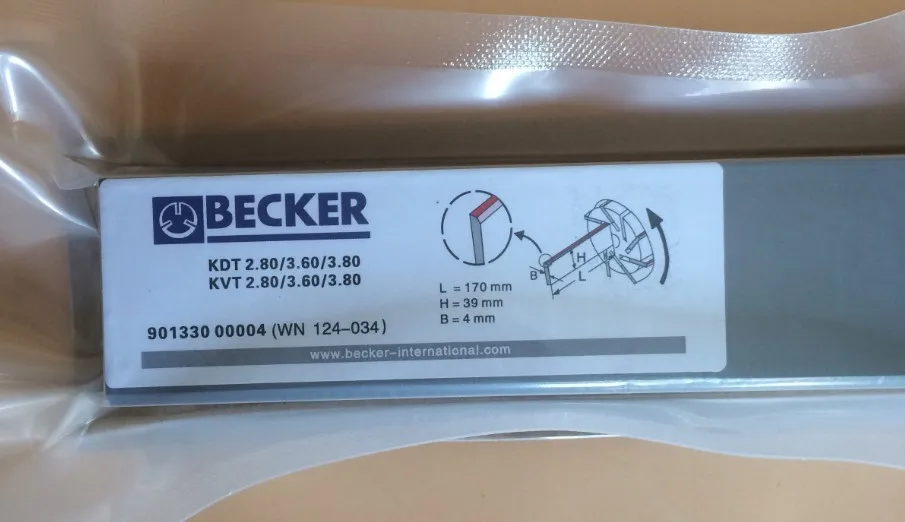 BECKER
KDT 2.80/3.60/3.80
KVT 2.80/3.60/3.80
901330 00004 (WN 124-034)
B
H
L
L = 170 mm
H = 39 mm
B = 4 mm
www.becker-international.com